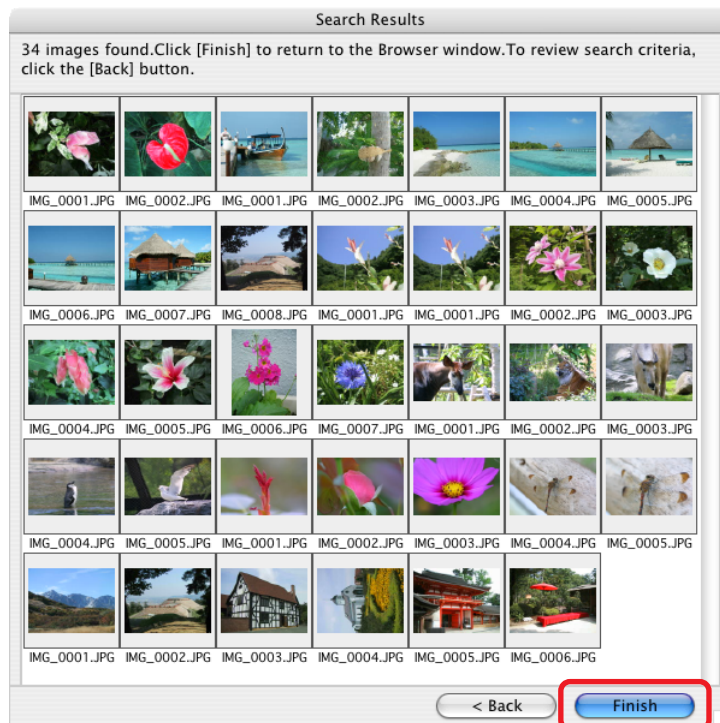 Search Results
34 images found.Click [Finish] to return to the Browser window.To review search criteria,
click the [Back] button.
IMG_0001.JPG IMG_0002.JPG IMG_0001.JPG IMG_0002.JPG IMG_0003.JPG IMG_0004.JPG IMG_0005.JPG
IMG_0006.JPG IMG_0007.JPG IMG_0008.JPG IMG_0001.JPG IMG_0001.JPG IMG_0002.JPG IMG_0003.JPG
IMG_0004.JPG IMG_0005.JPG IMG_0006.JPG IMG_0007.JPG IMG_0001.JPG IMG_0002.JPG IMG_0003.JPG
IMG_0004.JPG IMG_0005.JPG IMG_0001.JPG IMG_0002.JPG IMG_0003.JPG IMG_0004.JPG IMG_0005.JPG
IMG_0001.JPG IMG_0002.JPG IMG_0003.JPG IMG_0004.JPG IMG_0005.JPG IMG_0006.JPG
< Back Finish